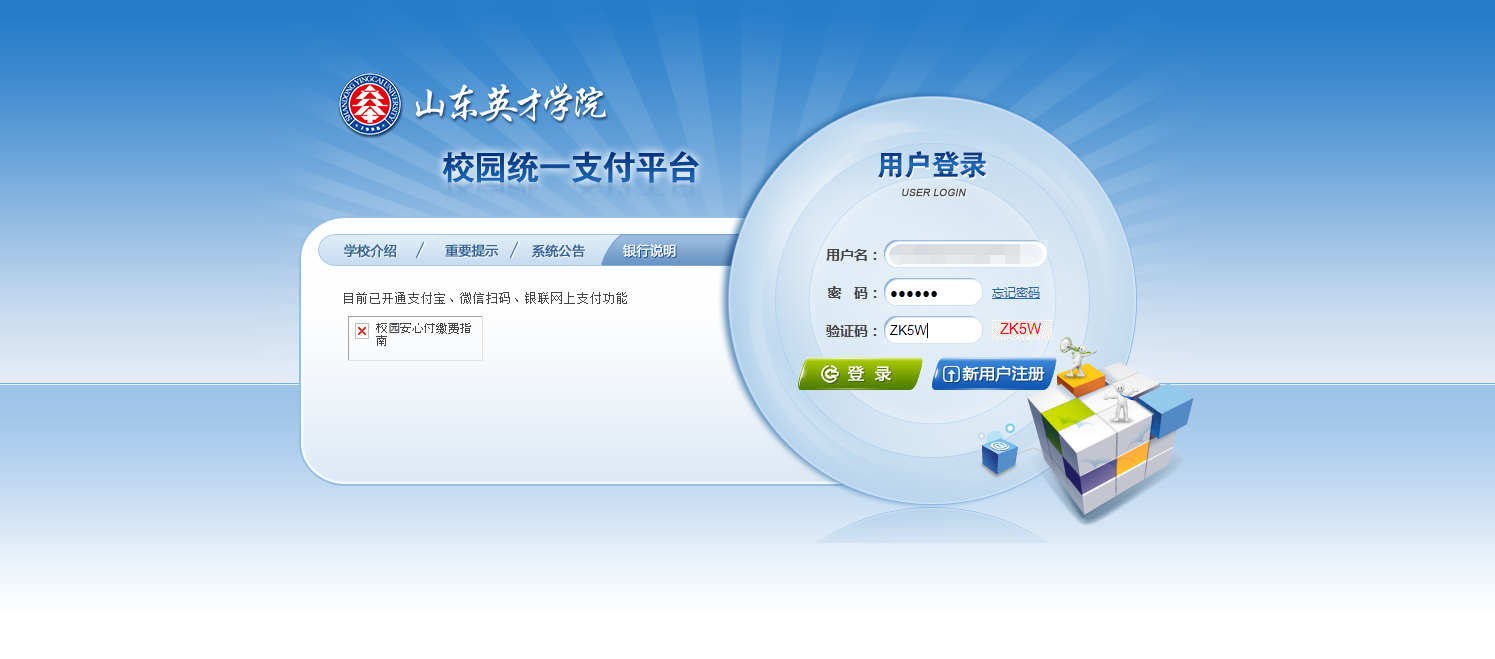 SHANDONG YINGCAI UNIVERSITY
1998
山东英才学院
校园统一支付平台
学校介绍 / 重要提示 / 系统公告 银行说明
目前已开通支付宝、微信扫码、银联网上支付功能
校园安心付缴费指
南
用户登录
USER LOGIN
用户名：
密 码： ●●●●●● 忘记密码
验证码： ZK5W ZK5W
登 录 新用户注册
@